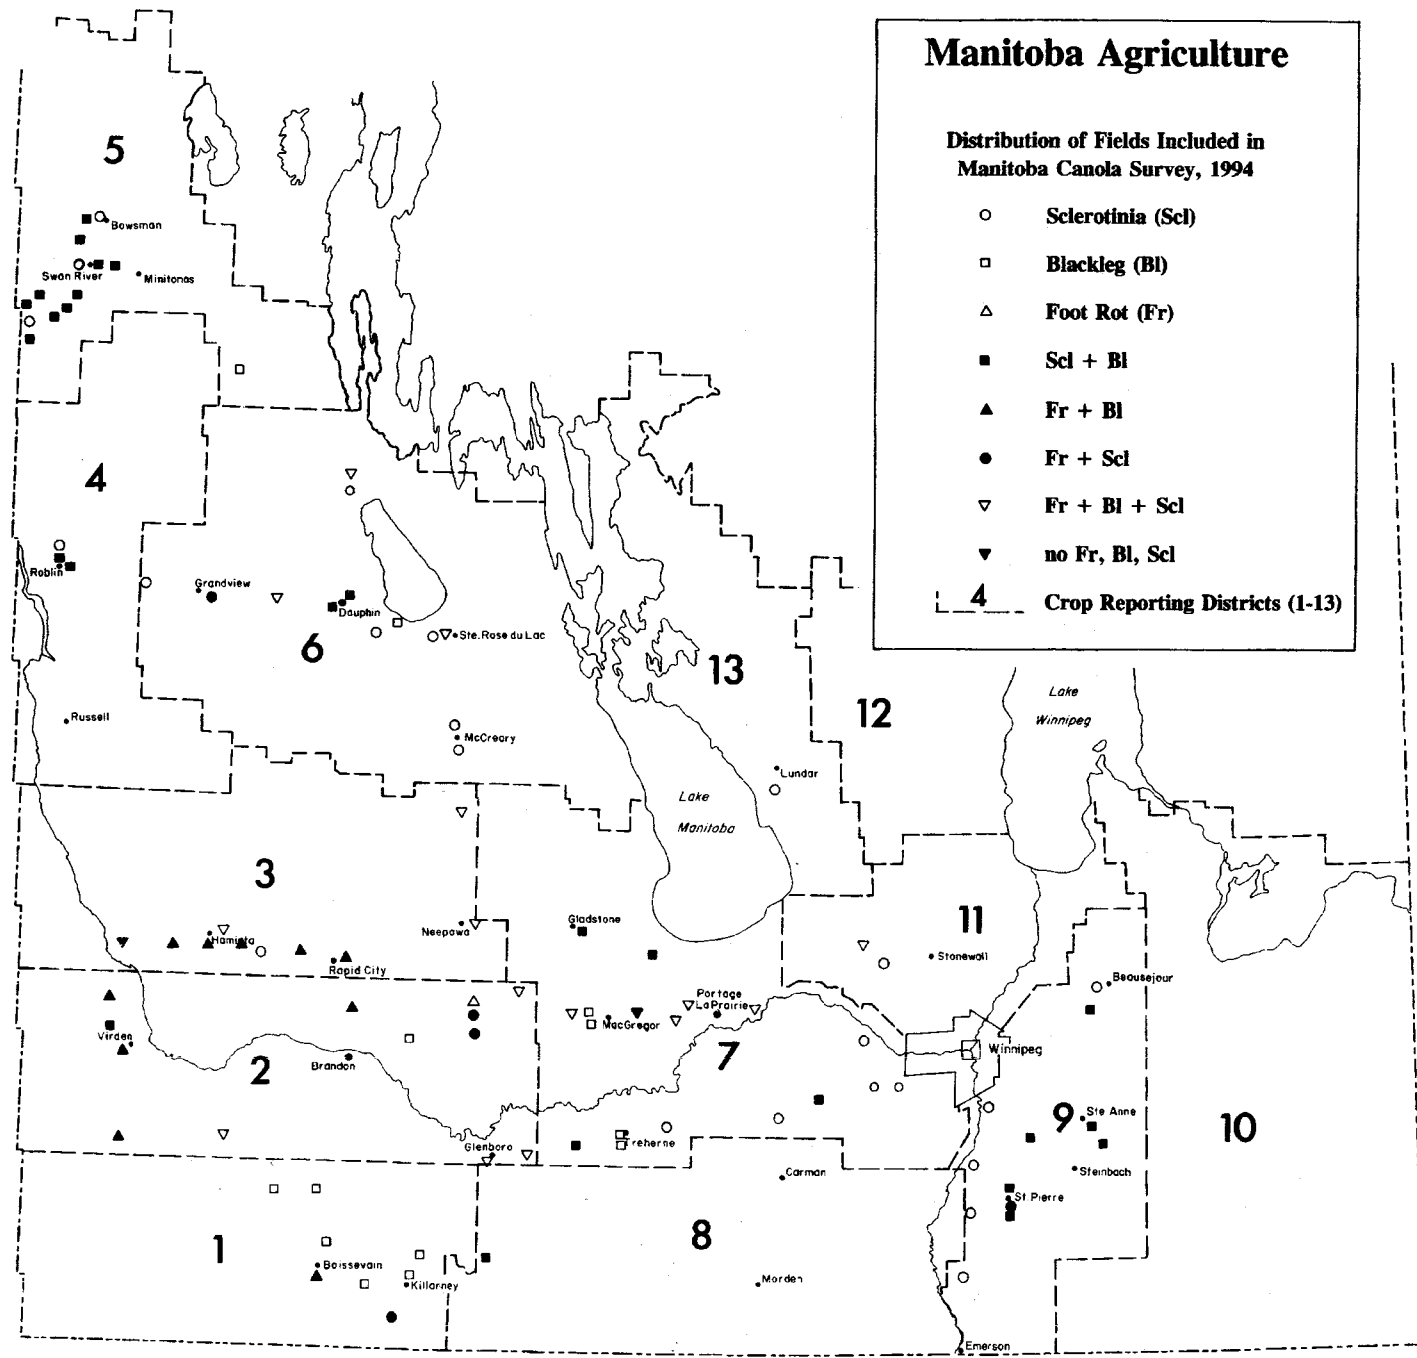 Manitoba Agriculture
Distribution of Fields Included in
Manitoba Canola Survey, 1994
Sclerotinia (Scl)
Blackleg (Bl)
Foot Rot (Fr)
Scl + Bl
Fr + Bl
Fr + Scl
Fr + Bl + Scl
no Fr, Bl, Scl
4 Crop Reporting Districts (1-13)
5
Bowsman
Swan River
Minitonas
4
Roblin
Grandview
Dauphin
Ste. Rose du Lac
6
13
12
Lake
Winnipeg
Russell
McCreary
Lundar
Lake
Manitoba
3
11
Gladstone
Neepawa
Hamiota
Rapid City
Stonewall
Beausejour
Portage
La Prairie
MacGregor
Virden
Winnipeg
7
2
Brandon
9
Ste Anne
10
Treherne
Glenboro
Carman
Steinbach
St. Pierre
1
8
Boissevain
Killarney
Morden
Emerson